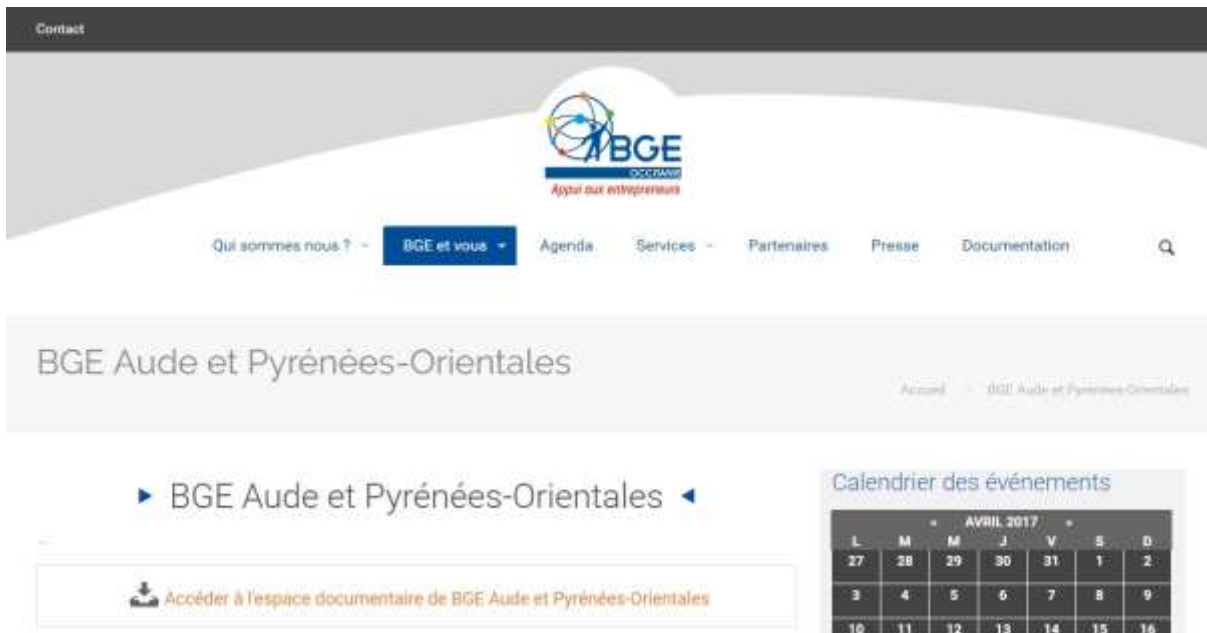 Contact
BGE
OCCITANIE
Appui aux entrepreneurs
Qui sommes nous ?
BGE et vous
Agenda
Services
Partenaires
Presse
Documentation
BGE Aude et Pyrénées-Orientales
Accueil
BGE Aude et Pyrénées-Orientales
BGE Aude et Pyrénées-Orientales
Accéder à l'espace documentaire de BGE Aude et Pyrénées-Orientales
Calendrier des événements
« AVRIL 2017 »
L M M J V S D
27 28 29 30 31 1 2
3 4 5 6 7 8 9
10 11 12 13 14 15 16